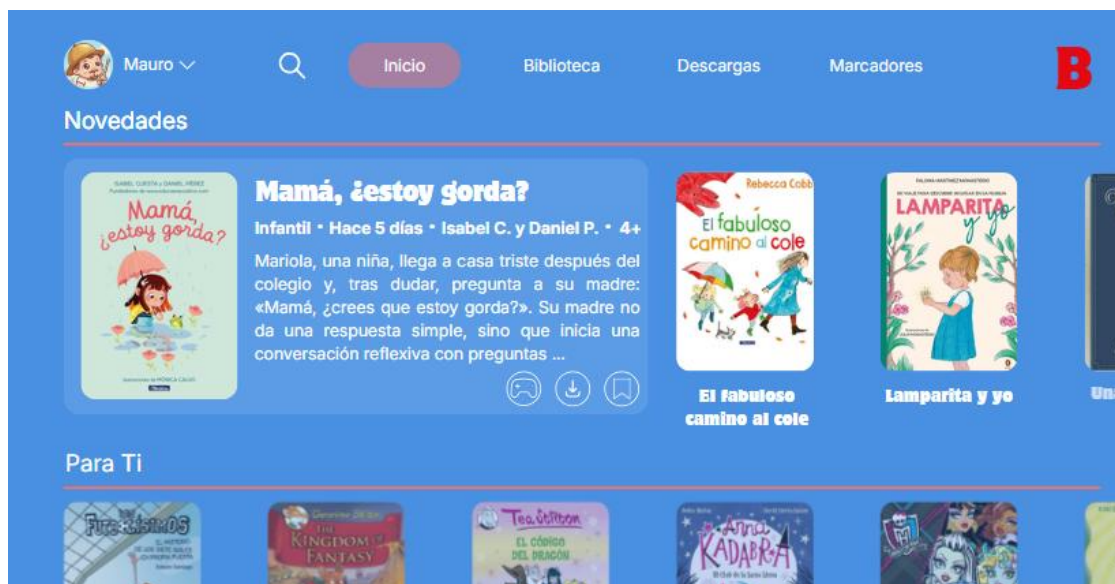 Mauro
Inicio
Biblioteca
Descargas
Marcadores
B
Novedades
ISABEL CUESTA y DANIEL PÉREZ
Mamá,
¿estoy gorda?
Mamá, ¿estoy gorda?
Infantil • Hace 5 días • Isabel C. y Daniel P. • 4+
Mariola, una niña, llega a casa triste después del
colegio y, tras dudar, pregunta a su madre:
«Mamá, ¿crees que estoy gorda?». Su madre no
da una respuesta simple, sino que inicia una
conversación reflexiva con preguntas ...
Rebecca Cobb
El fabuloso
camino al cole
El fabuloso
camino al cole
LAMPARITA
y yo
Lamparita y yo
Para Ti
KINGDOM OF
FANTASY
Tea Stilton
EL CÓDIGO
DEL DRAGÓN
Anna
KADABRA